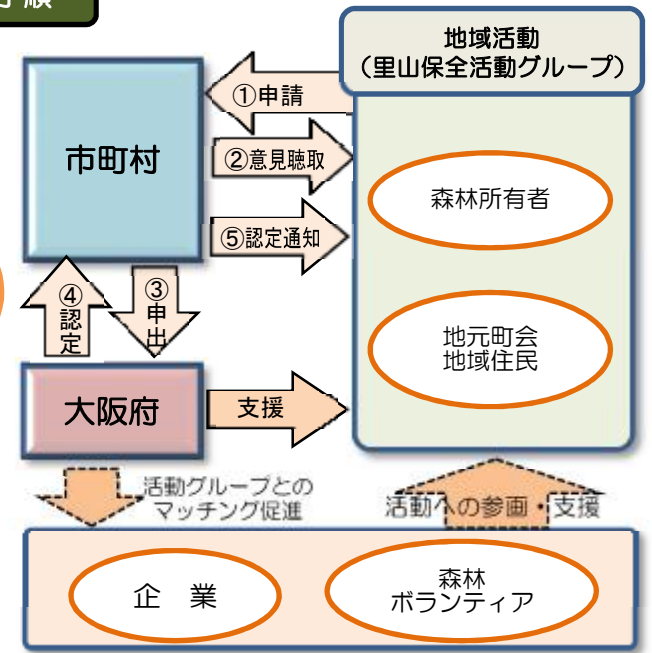 順
地域活動
（里山保全活動グループ）
①申請
市町村
②意見聴取
森林所有者
⑤認定通知
④認定
③申出
地元町会
地域住民
大阪府
支援
活動グループとの
マッチング促進
活動への参画・支援
企　業
森林
ボランティア